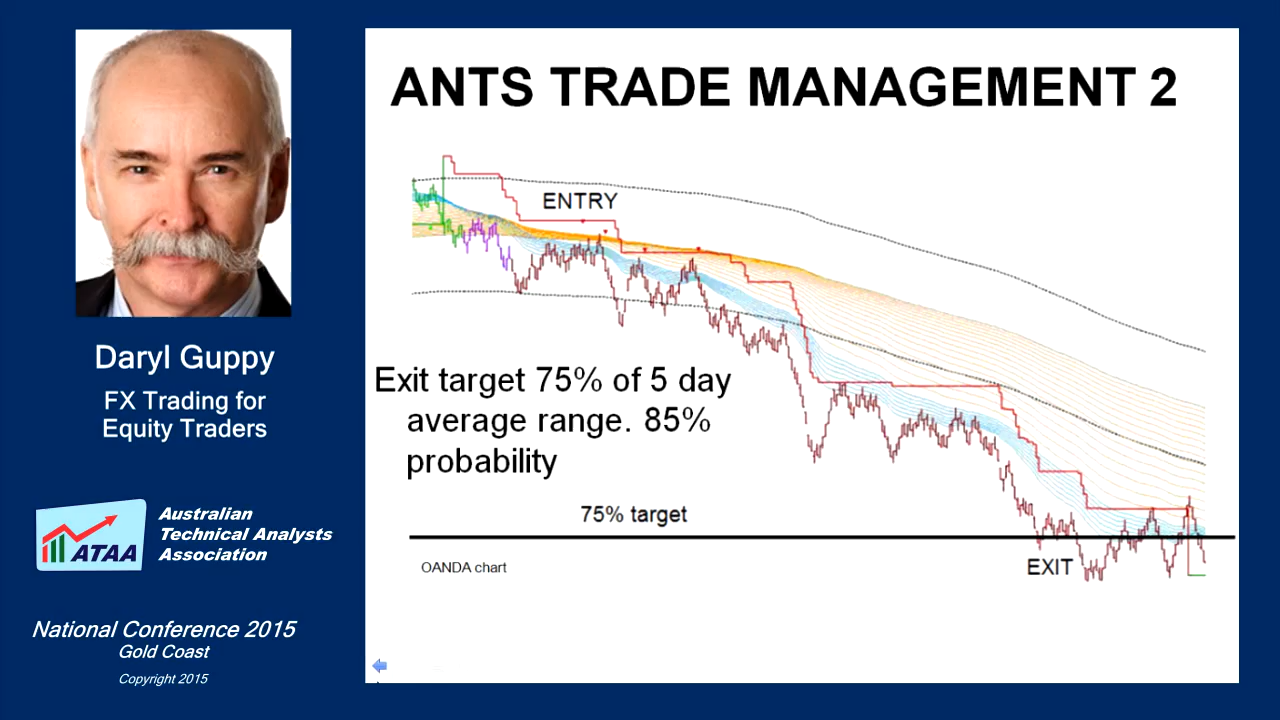 Daryl Guppy
FX Trading for
Equity Traders
ATAA
Australian
Technical Analysts
Association
National Conference 2015
Gold Coast
Copyright 2015
ANTS TRADE MANAGEMENT 2
ENTRY
Exit target 75% of 5 day
average range. 85%
probability
75% target
OANDA chart
EXIT